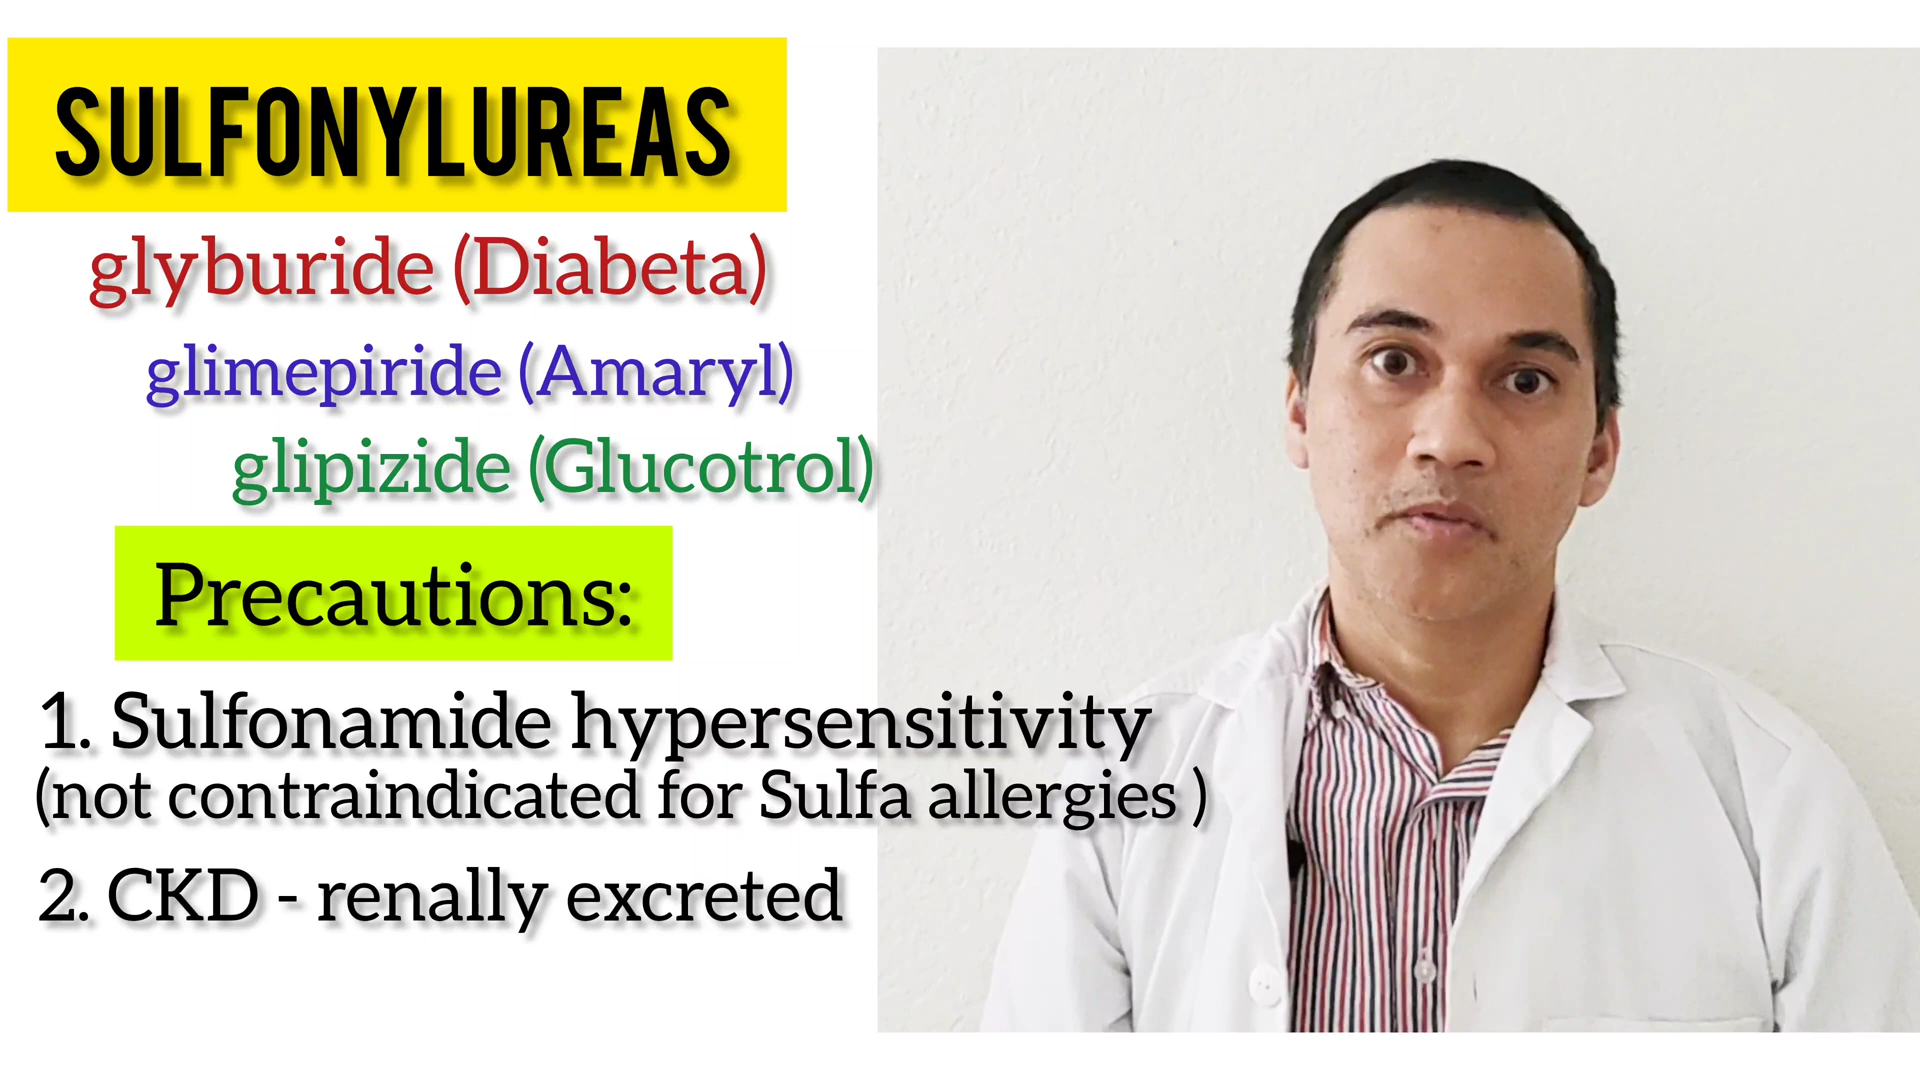 SULFONYLUREAS
glyburide (Diabeta)
glimepiride (Amaryl)
glipizide (Glucotrol)
Precautions:
1. Sulfonamide hypersensitivity
(not contraindicated for Sulfa allergies )
2. CKD - renally excreted